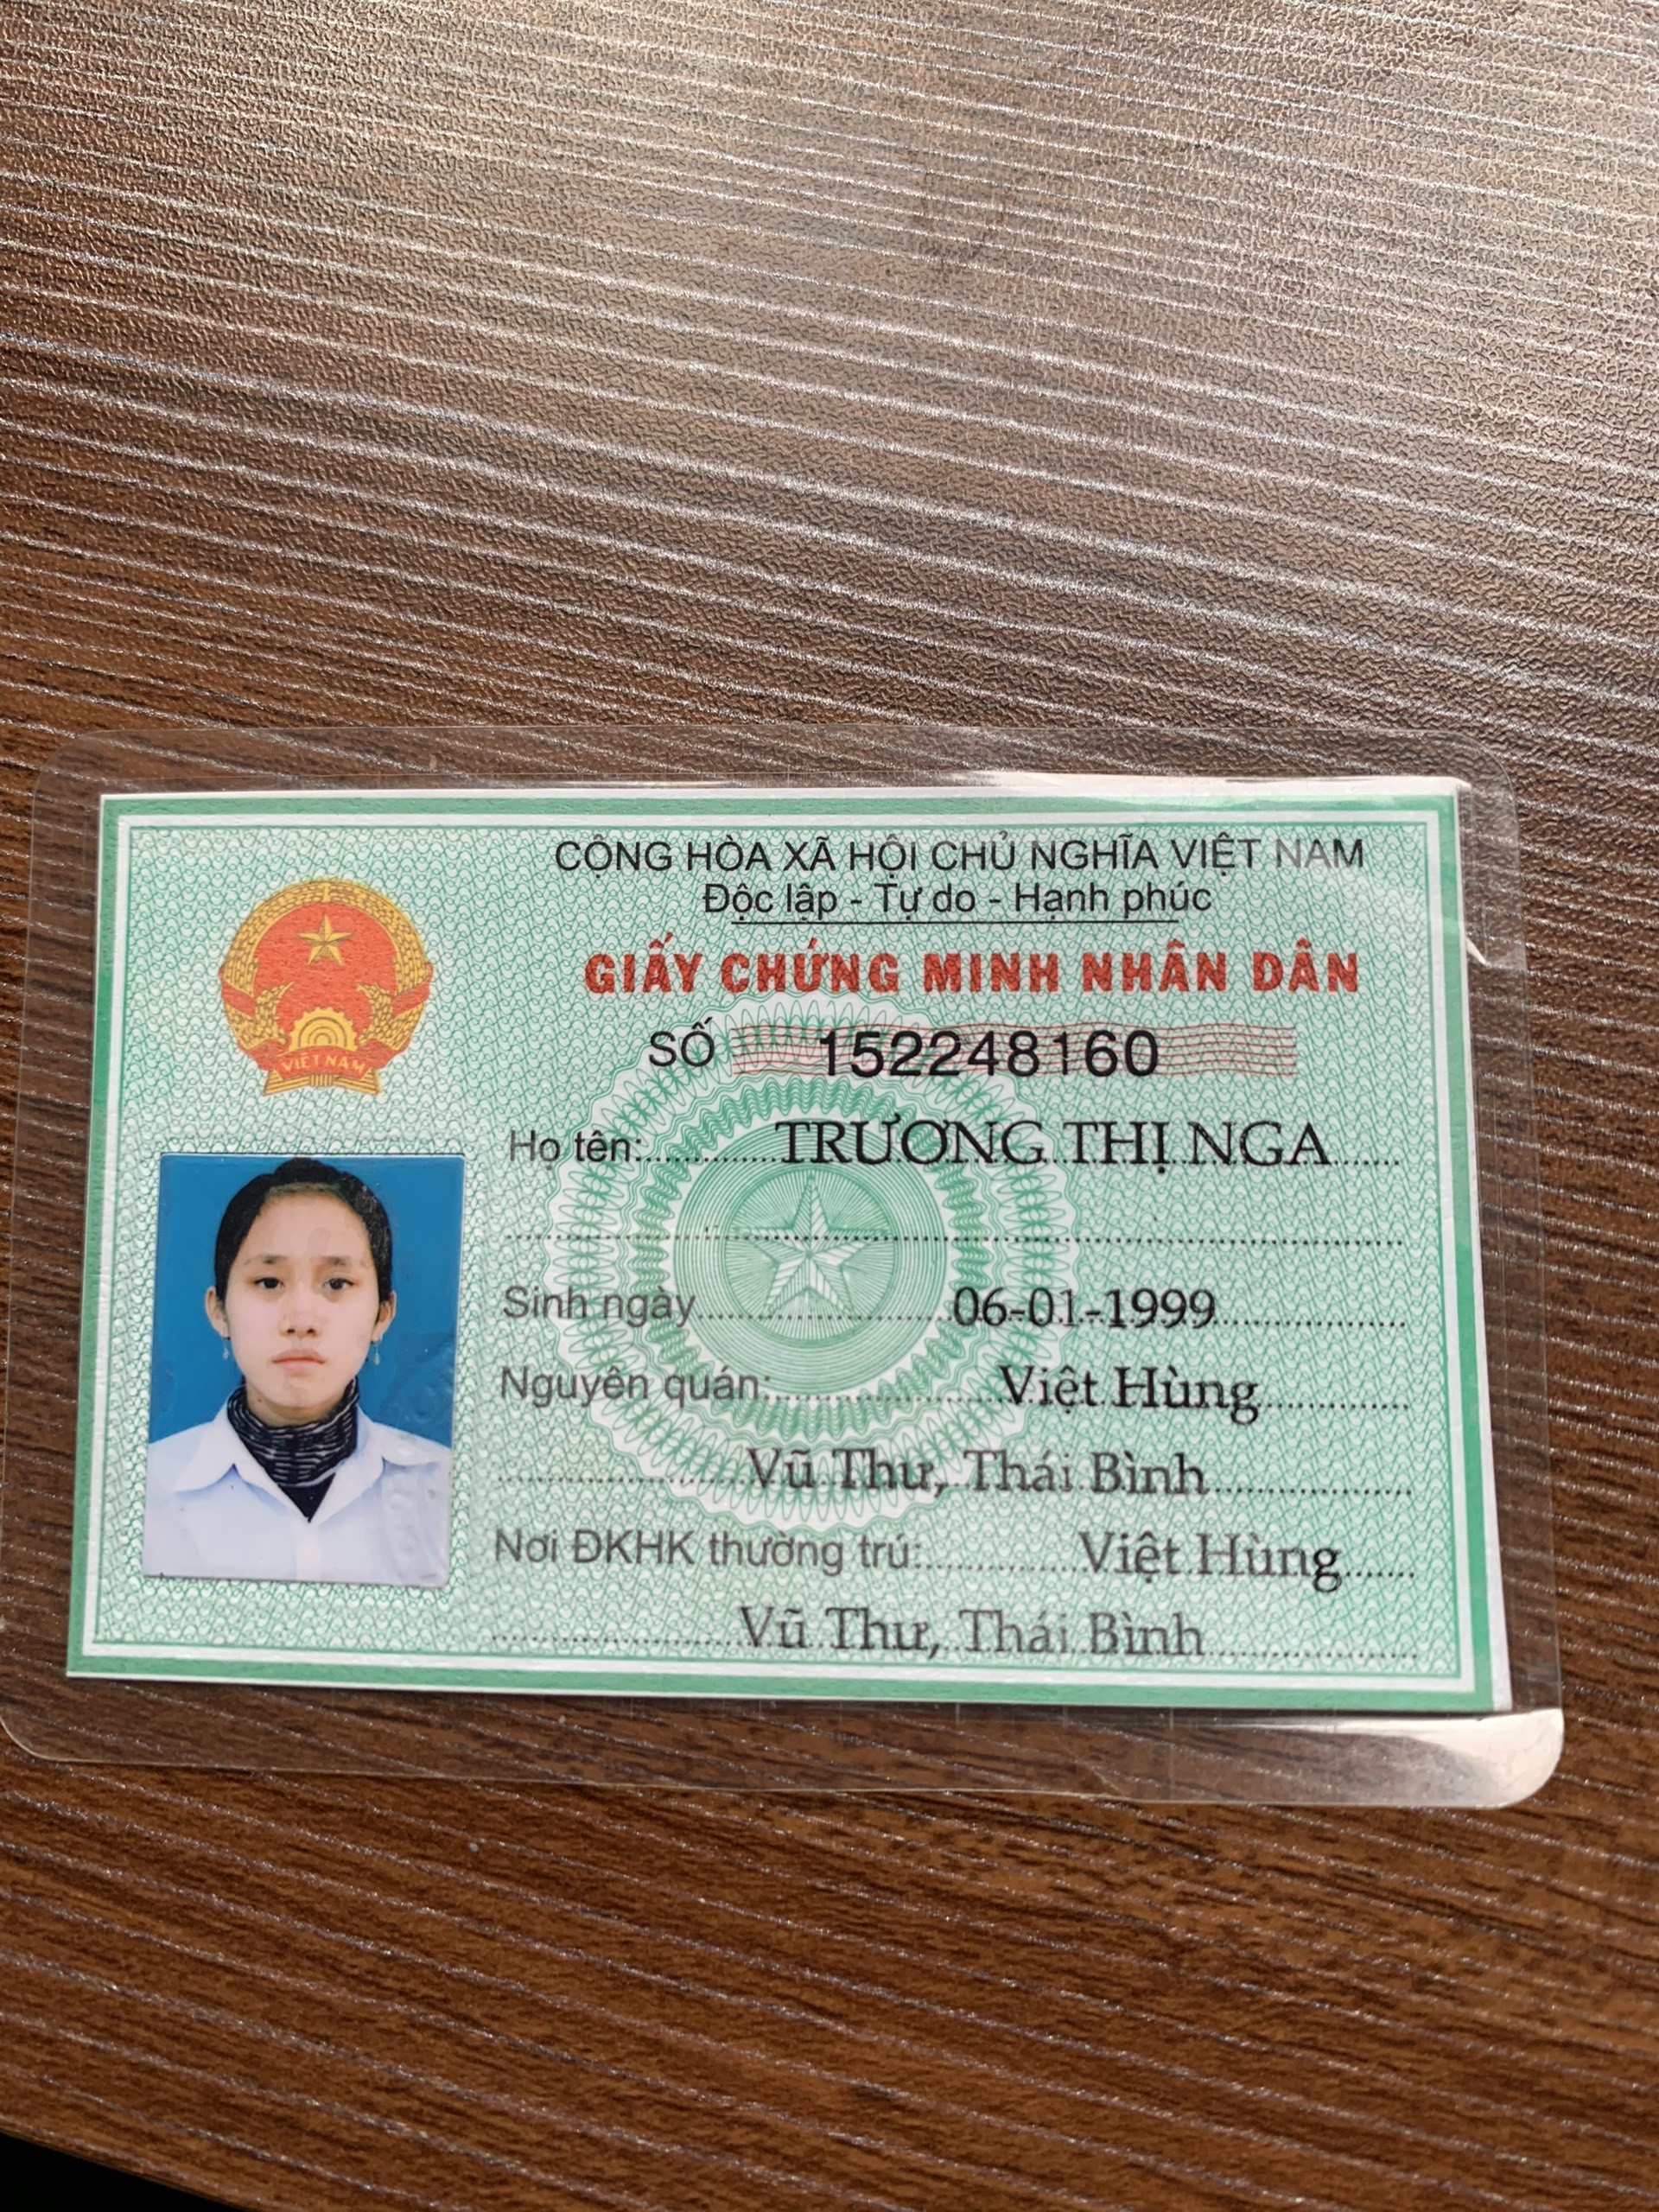 CỘNG HÒA XÃ HỘI CHỦ NGHĨA VIỆT NAM
Độc lập - Tự do - Hạnh phúc
GIẤY CHỨNG MINH NHÂN DÂN
SỐ 152248160
Họ tên: TRƯƠNG THỊ NGA
Sinh ngày 06-01-1999
Nguyên quán: Việt Hùng
Vũ Thư, Thái Bình
Nơi ĐKHK thường trú: Việt Hùng
Vũ Thư, Thái Bình
VIỆT NAM